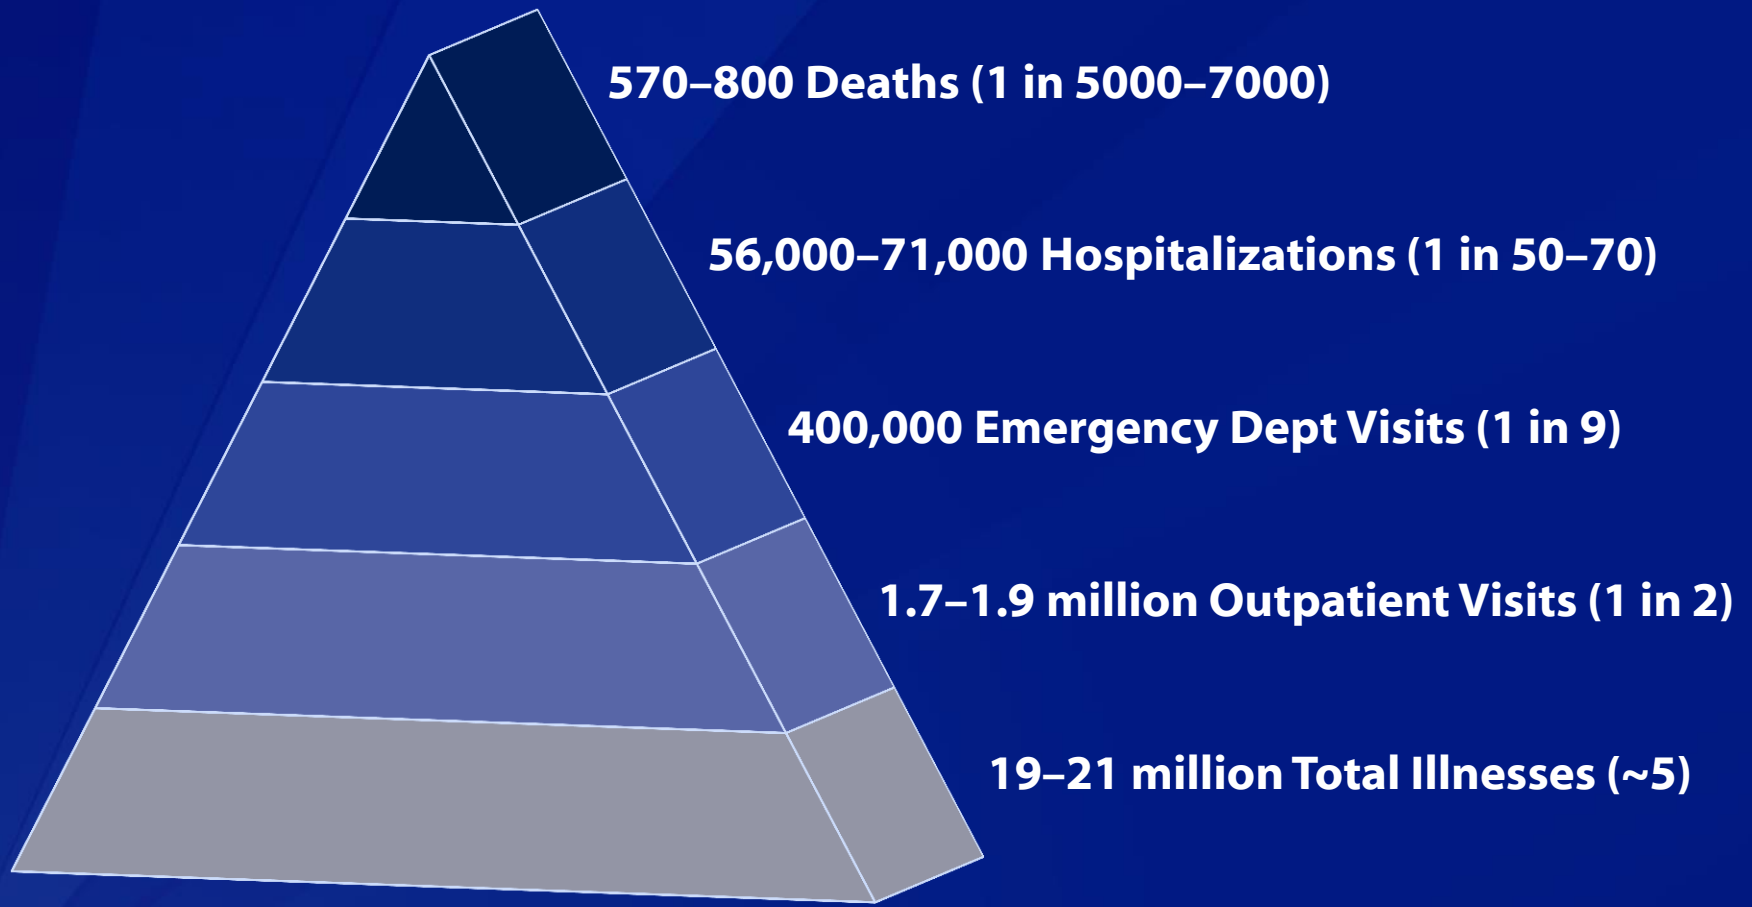 570–800 Deaths (1 in 5000–7000)
56,000–71,000 Hospitalizations (1 in 50–70)
400,000 Emergency Dept Visits (1 in 9)
1.7–1.9 million Outpatient Visits (1 in 2)
19–21 million Total Illnesses (~5)